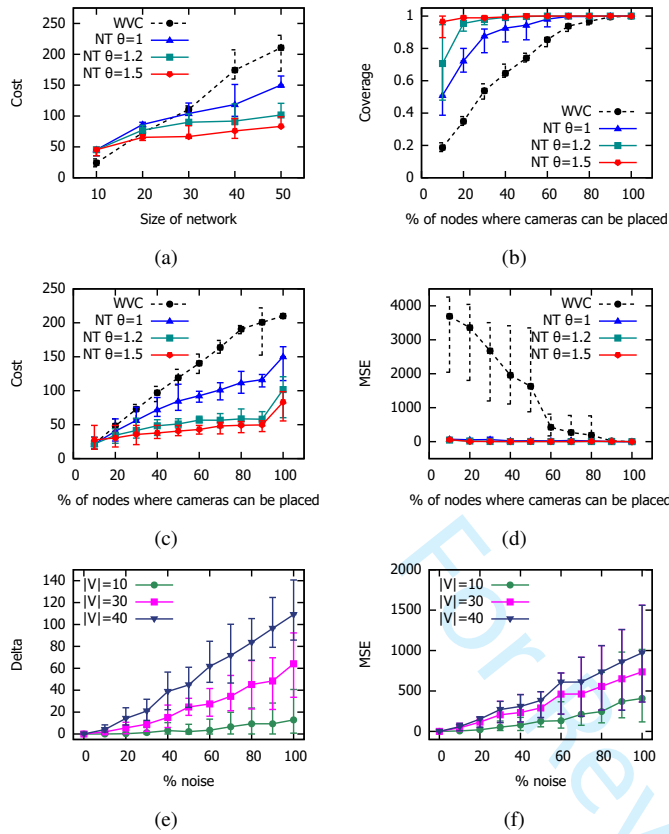 250
200
150
100
50
0
Cost
WVC
NT θ=1
NT θ=1.2
NT θ=1.5
10 20 30 40 50
Size of network
(a)
1
0.8
0.6
0.4
0.2
0
Coverage
WVC
NT θ=1
NT θ=1.2
NT θ=1.5
0 20 40 60 80 100
% of nodes where cameras can be placed
(b)
250
200
150
100
50
0
Cost
WVC
NT θ=1
NT θ=1.2
NT θ=1.5
0 20 40 60 80 100
% of nodes where cameras can be placed
(c)
4000
3000
2000
1000
0
MSE
WVC
NT θ=1
NT θ=1.2
NT θ=1.5
0 20 40 60 80 100
% of nodes where cameras can be placed
(d)
140
120
100
80
60
40
20
0
Delta
|V|=10
|V|=30
|V|=40
0 20 40 60 80 100
% noise
(e)
2000
1500
1000
500
0
MSE
|V|=10
|V|=30
|V|=40
0 20 40 60 80 100
% noise
(f)
For Rev